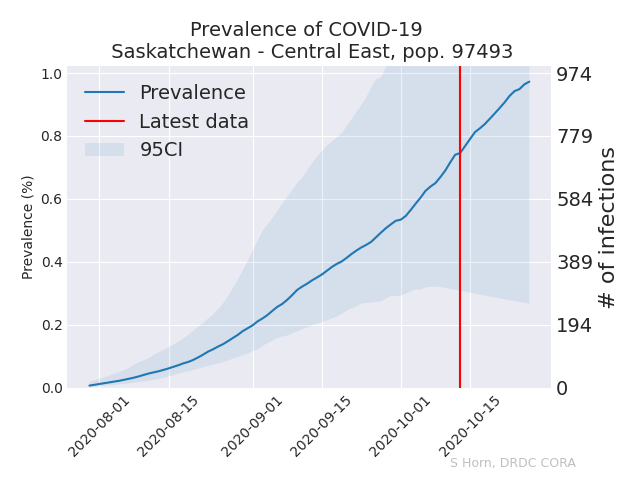 Prevalence of COVID-19
Saskatchewan - Central East, pop. 97493
Prevalence
Latest data
95CI
1.0
0.8
0.6
0.4
0.2
0.0
Prevalence (%)
974
779
584
389
194
0
# of infections
2020-08-01
2020-08-15
2020-09-01
2020-09-15
2020-10-01
2020-10-15
S Horn, DRDC CORA